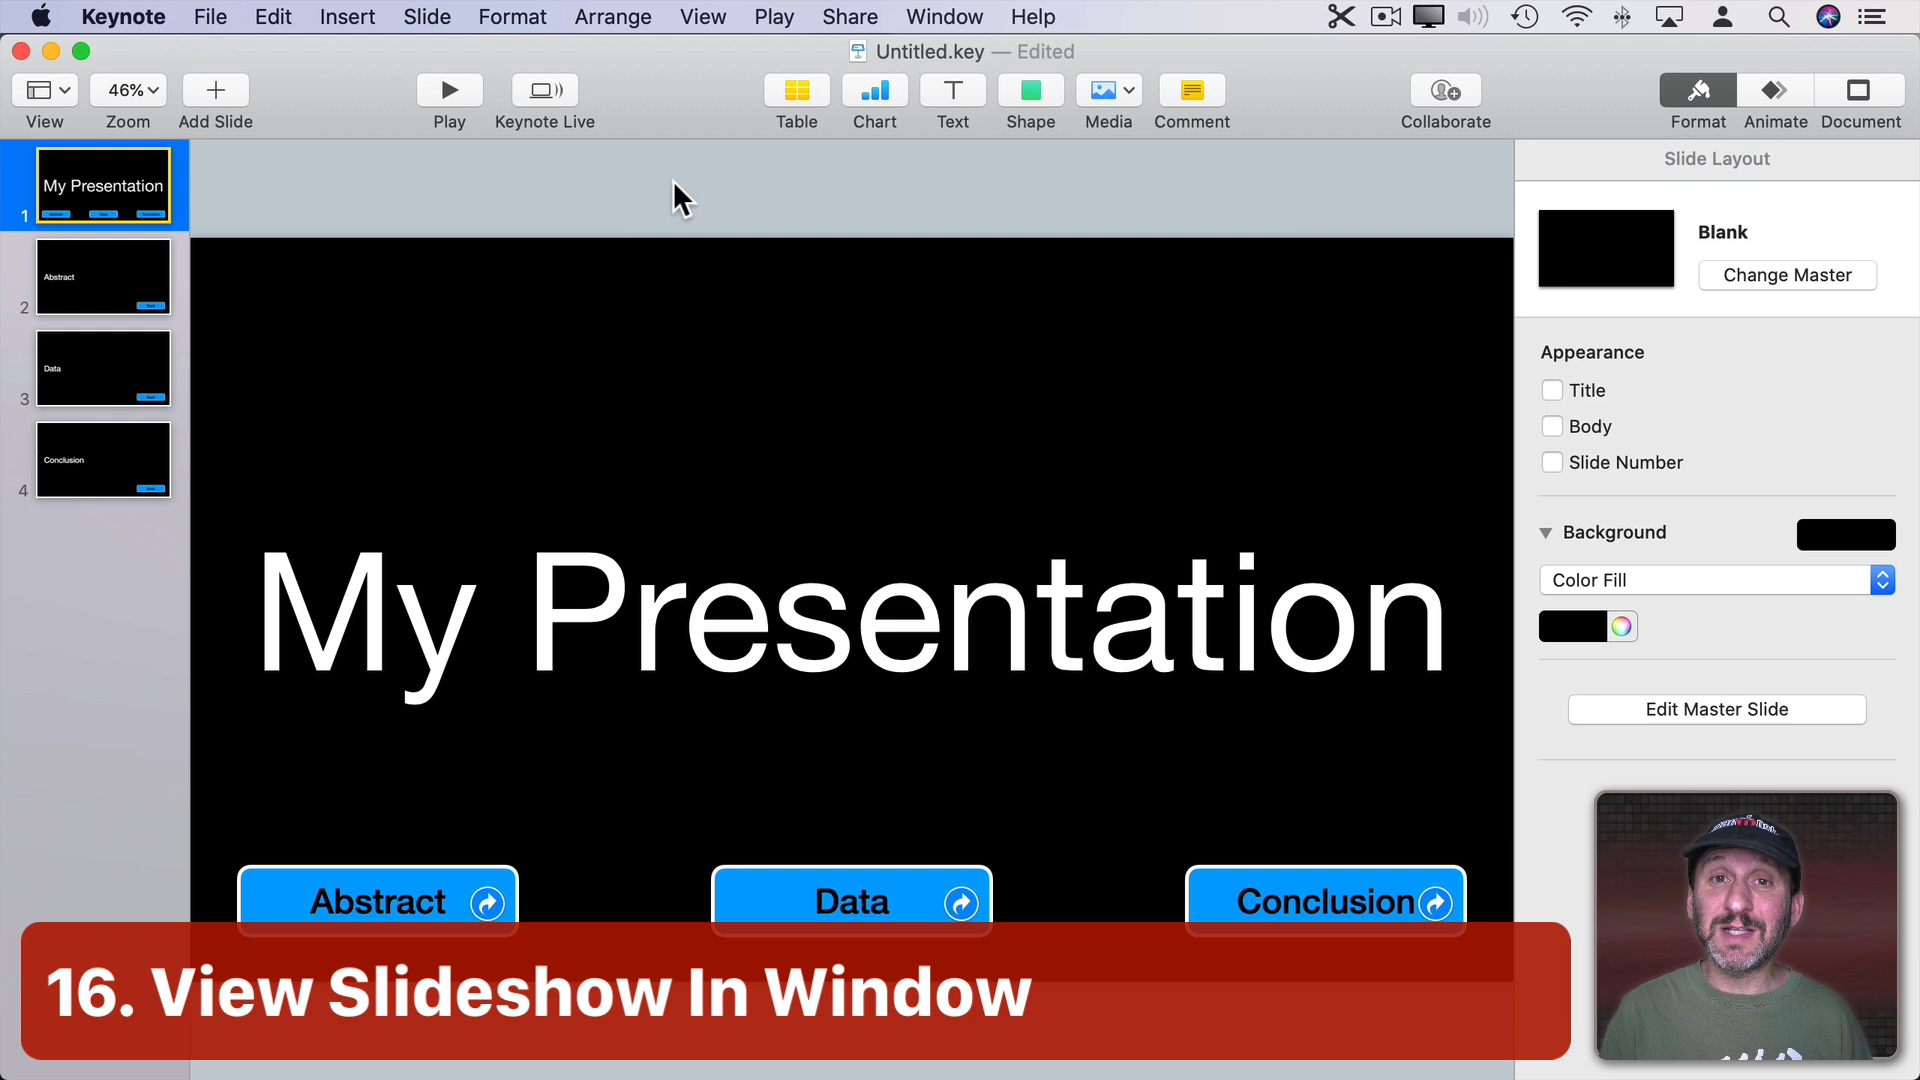 Keynote File Edit Insert Slide Format Arrange View Play Share Window Help
Untitled.key — Edited
46%
View Zoom Add Slide Play Keynote Live Table Chart Text Shape Media Comment Collaborate Format Animate Document
Slide Layout
My Presentation
1
Abstract
2
Data
3
Conclusion
4
My Presentation
Abstract
Data
Conclusion
Blank
Change Master
Appearance
Title
Body
Slide Number
Background
Color Fill
Edit Master Slide
16. View Slideshow In Window